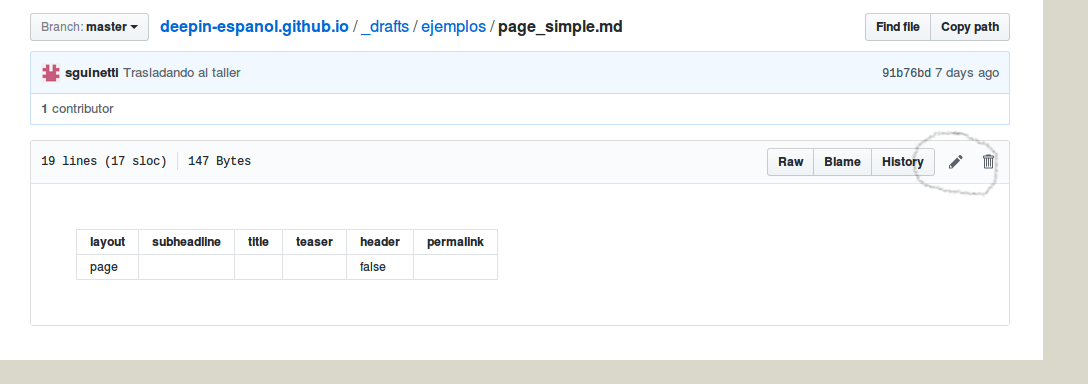 Branch: master deepin-espanol.github.io / _drafts / ejemplos / page_simple.md Find file Copy path
sguinetti Trasladando al taller 91b76bd 7 days ago
1 contributor
19 lines (17 sloc) 147 Bytes Raw Blame History
layout subheadline title teaser header permalink
page false